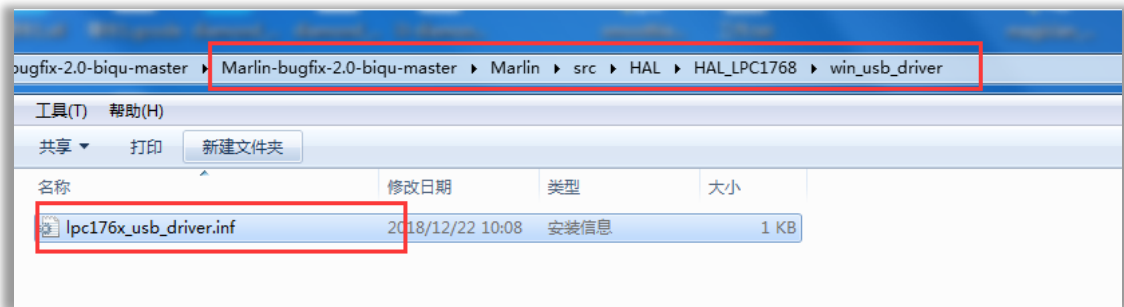 ougfix-2.0-biqu-master ▸ Marlin-bugfix-2.0-biqu-master ▸ Marlin ▸ src ▸ HAL ▸ HAL_LPC1768 ▸ win_usb_driver
工具(T) 帮助(H)
共享 ▼ 打印 新建文件夹
名称 修改日期 类型 大小
lpc176x_usb_driver.inf 2018/12/22 10:08 安装信息 1 KB